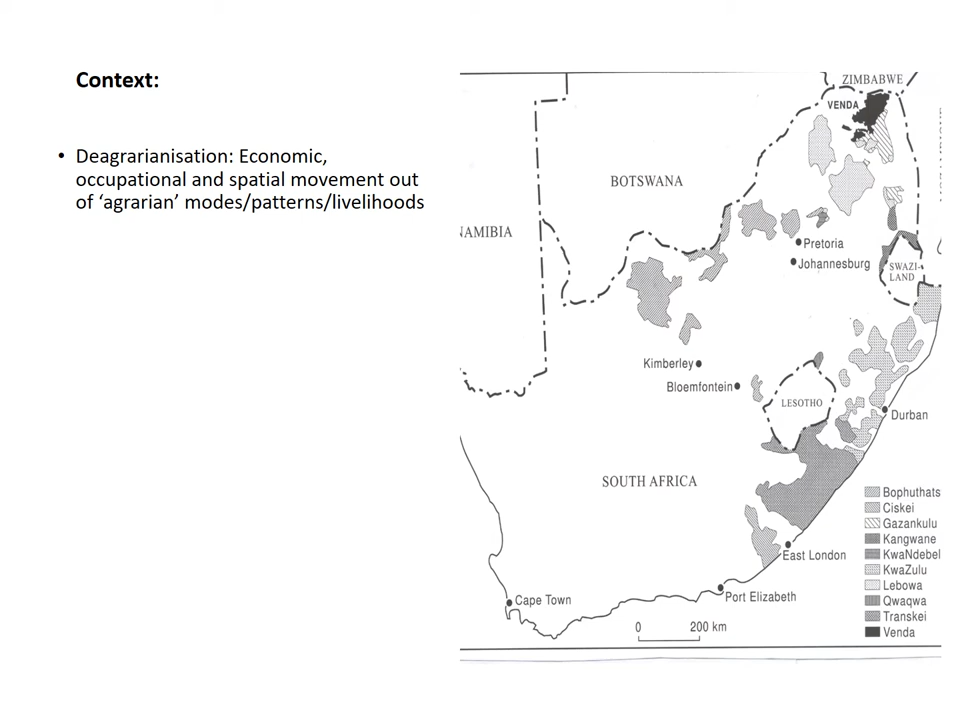 Context:
• Deagrarianisation: Economic,
occupational and spatial movement out
of ‘agrarian’ modes/patterns/livelihoods
ZIMBABWE
VENDA
BOTSWANA
NAMIBIA
Pretoria
Johannesburg
SWAZI-
LAND
Kimberley
Bloemfontein
LESOTHO
Durban
SOUTH AFRICA
Bophuthats
Ciskei
Gazankulu
Kangwane
KwaNdebel
KwaZulu
Lebowa
Qwaqwa
Transkei
Venda
East London
Port Elizabeth
Cape Town
0 200 km